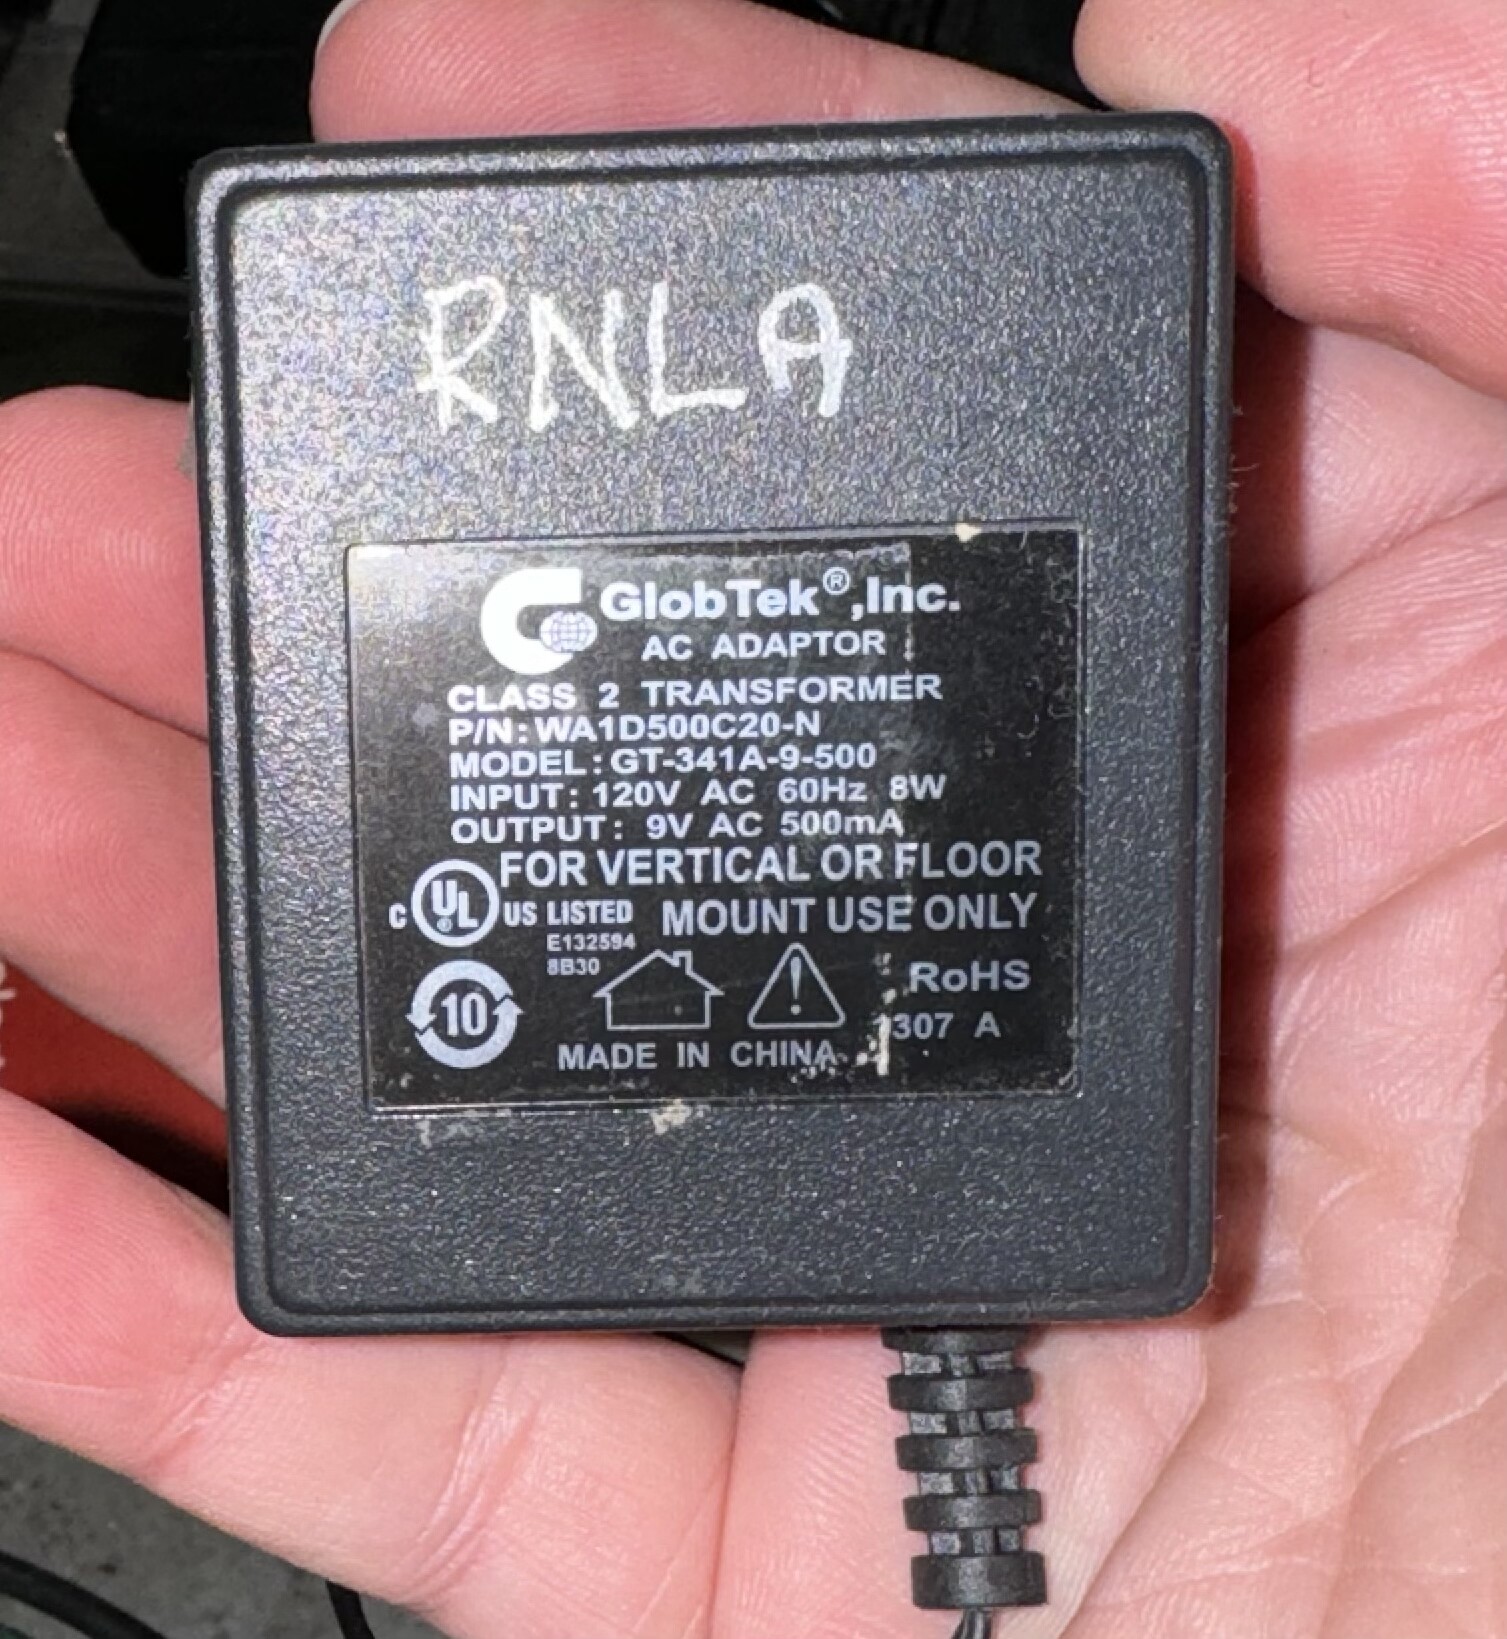 RNLA
GlobTek®, Inc.
AC ADAPTOR
CLASS 2 TRANSFORMER
P/N: WA1D500C20-N
MODEL: GT-341A-9-500
INPUT: 120V AC 60Hz 8W
OUTPUT: 9V AC 500mA
FOR VERTICAL OR FLOOR
MOUNT USE ONLY
C UL ® US LISTED
E132594
8B30
10
RoHS
1307 A
MADE IN CHINA